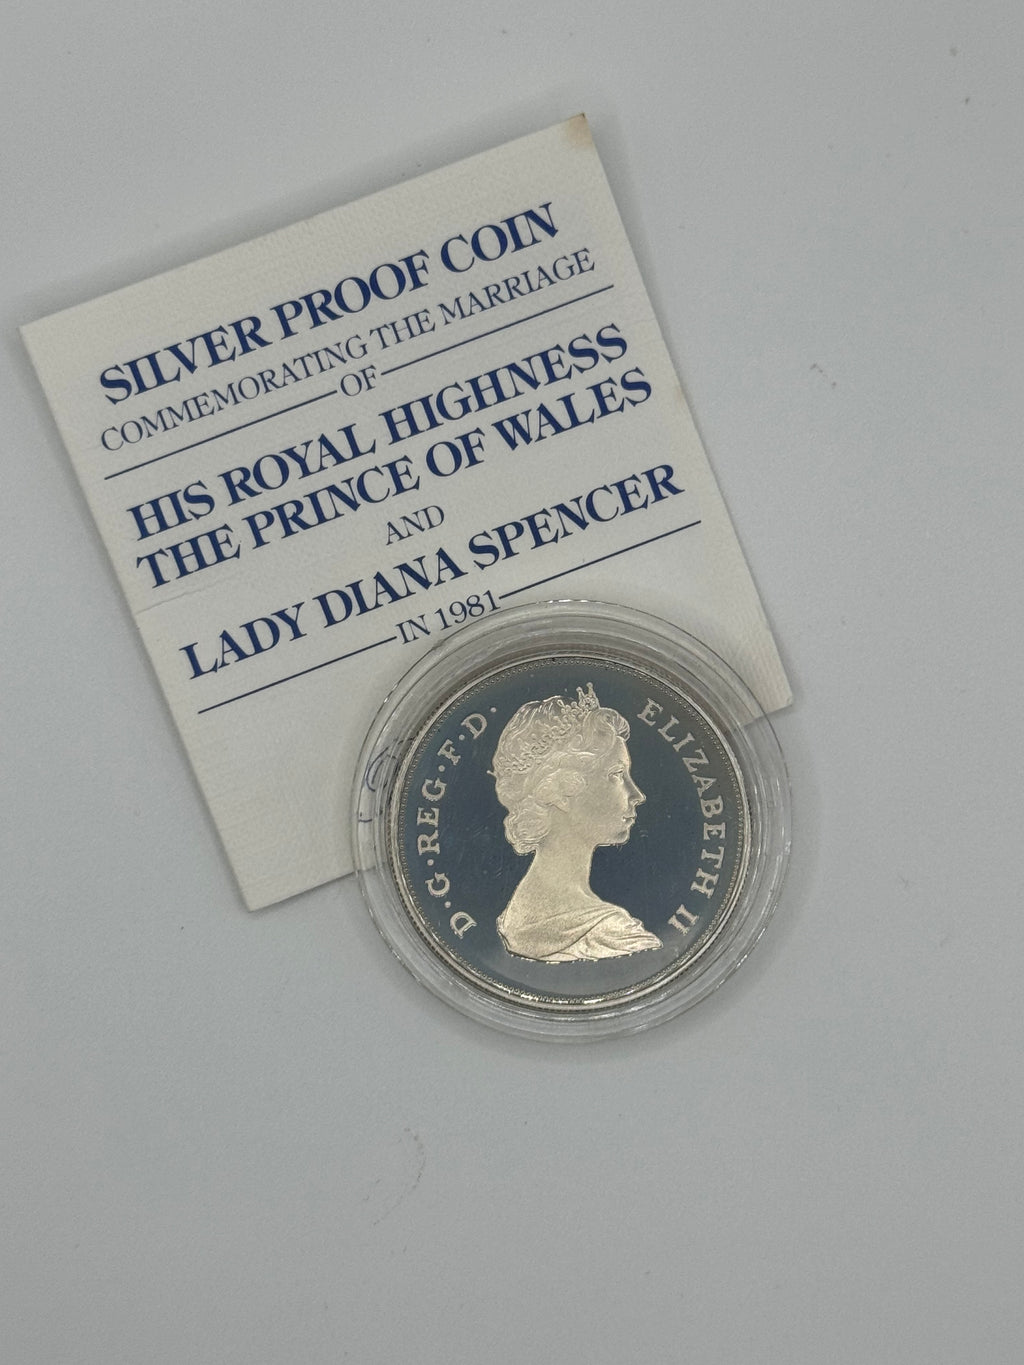 SILVER PROOF COIN
COMMEMORATING THE MARRIAGE
OF
HIS ROYAL HIGHNESS
THE PRINCE OF WALES
AND
LADY DIANA SPENCER
IN 1981
D·G·REG·F·D·
ELIZABETH II